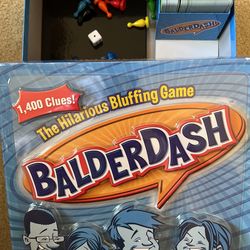 BALDERDASH
1,400 Clues!
The Hilarious Bluffing Game
BALDERDASH